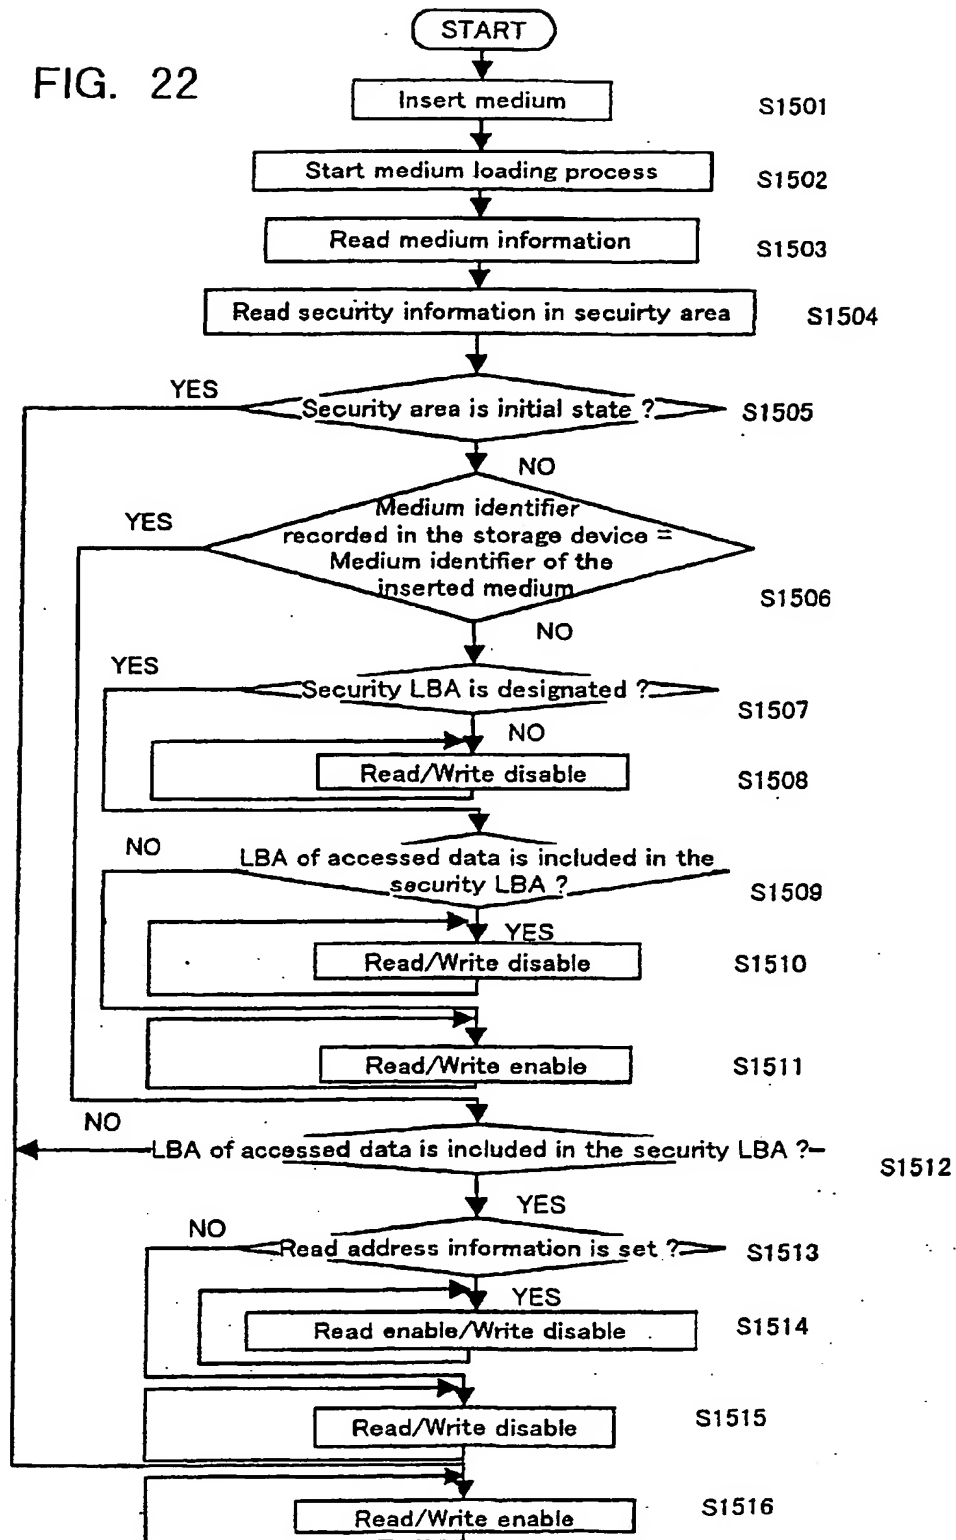 START
FIG. 22
Insert medium
S1501
Start medium loading process
S1502
Read medium information
S1503
Read security information in secuirty area
S1504
YES
Security area is initial state ?
S1505
NO
YES
Medium identifier
recorded in the storage device =
Medium identifier of the
inserted medium
S1506
NO
YES
Security LBA is designated ?
S1507
NO
Read/Write disable
S1508
NO
LBA of accessed data is included in the
security LBA ?
S1509
YES
Read/Write disable
S1510
Read/Write enable
S1511
NO
LBA of accessed data is included in the security LBA ?
S1512
YES
NO
Read address information is set ?
S1513
YES
Read enable/Write disable
S1514
Read/Write disable
S1515
Read/Write enable
S1516